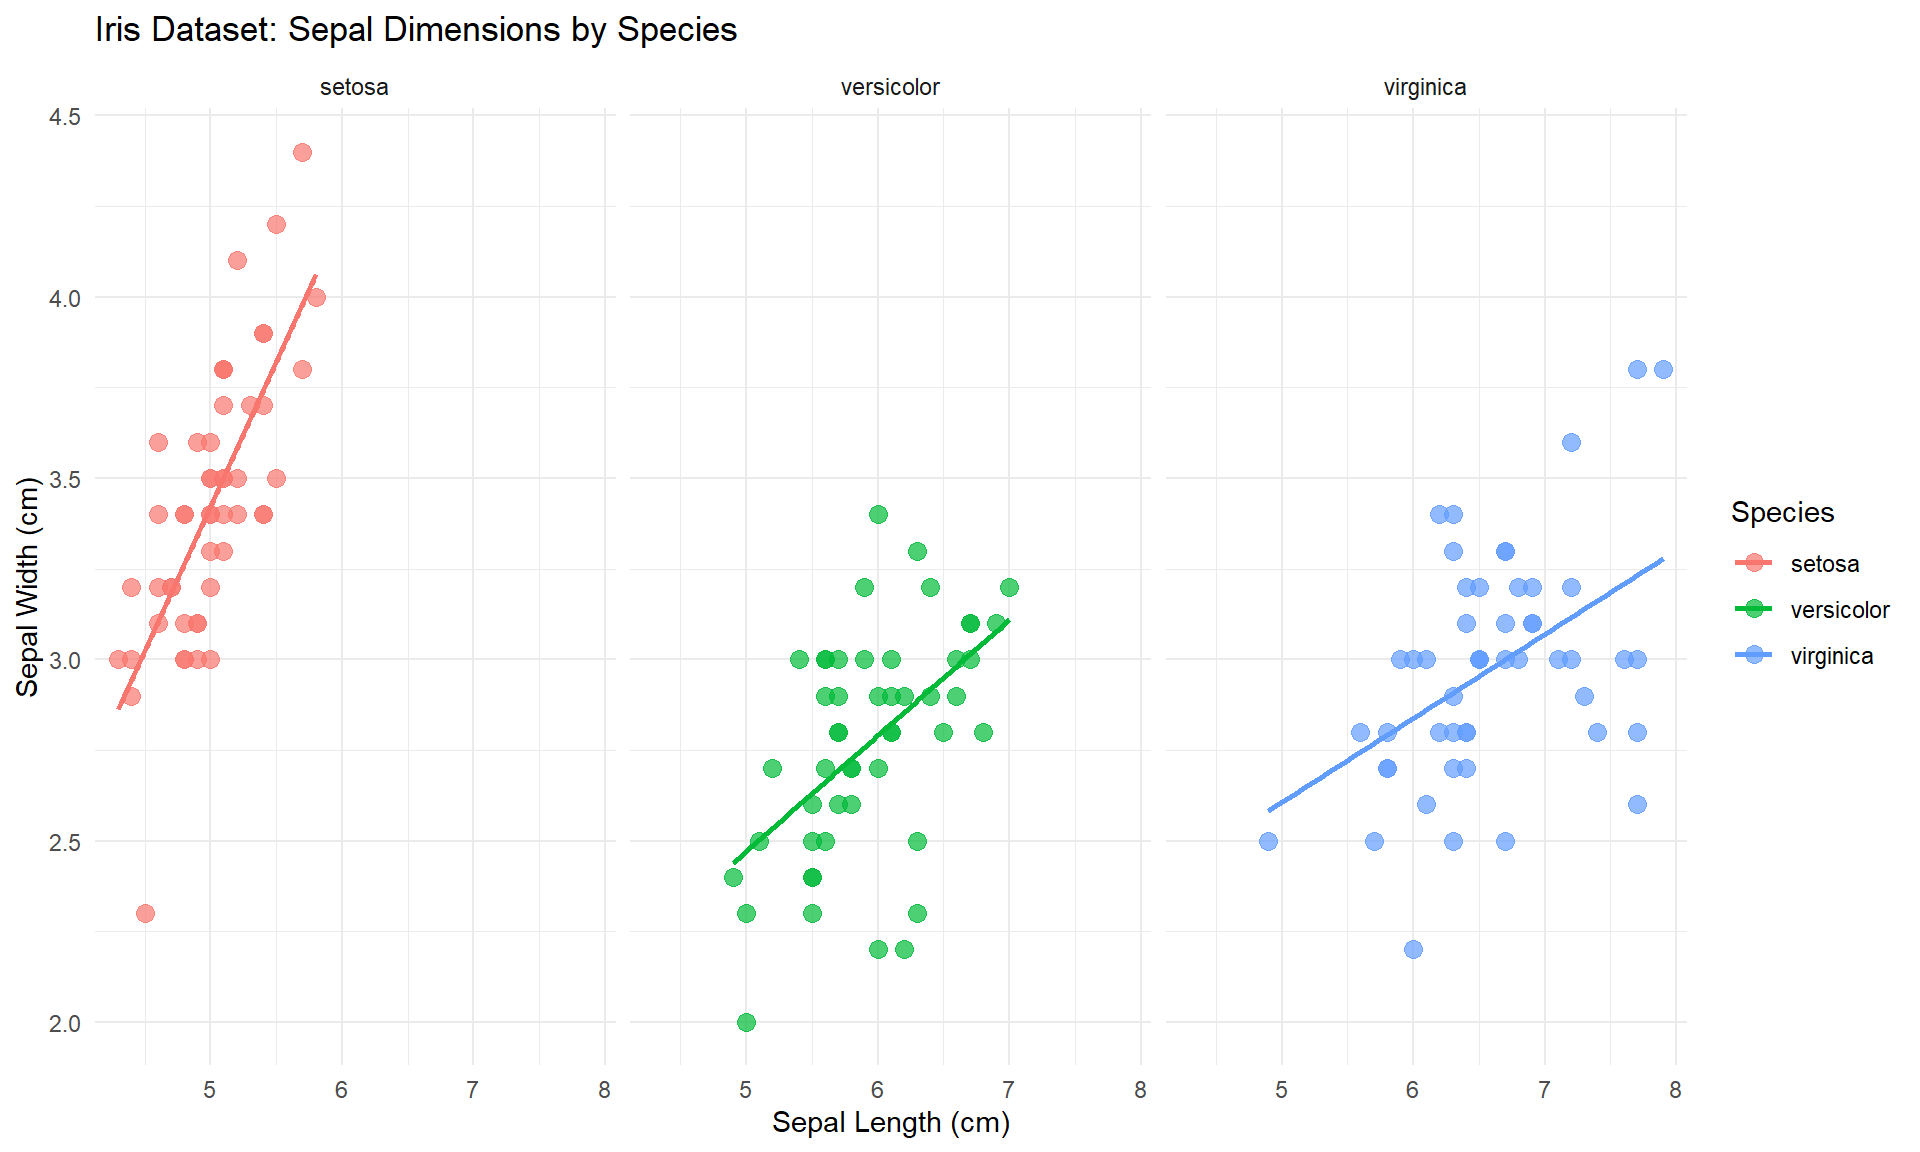 Iris Dataset: Sepal Dimensions by Species
setosa
versicolor
virginica
4.5
4.0
3.5
3.0
2.5
2.0
Sepal Width (cm)
5 6 7 8
5 6 7 8
5 6 7 8
Sepal Length (cm)
Species
setosa
versicolor
virginica